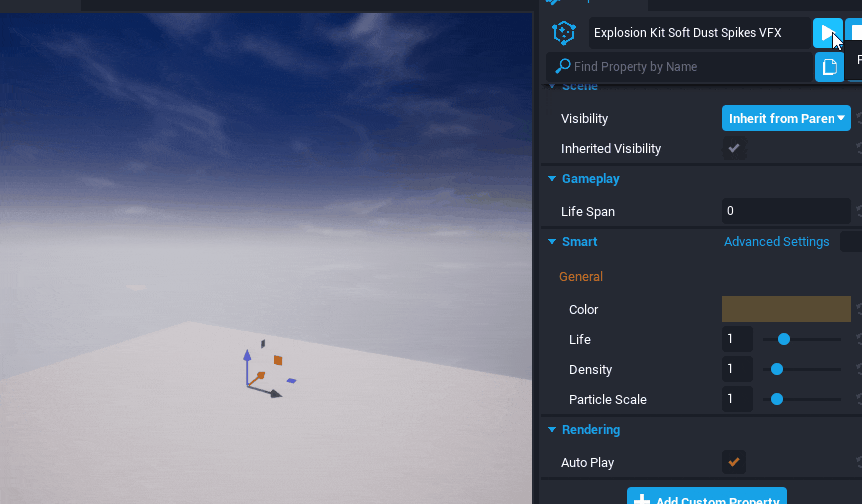 Explosion Kit Soft Dust Spikes VFX
Find Property by Name
Scene
Visibility
Inherit from Paren
Inherited Visibility
Gameplay
Life Span
0
Smart
Advanced Settings
General
Color
Life
1
Density
1
Particle Scale
1
Rendering
Auto Play
Add Custom Property